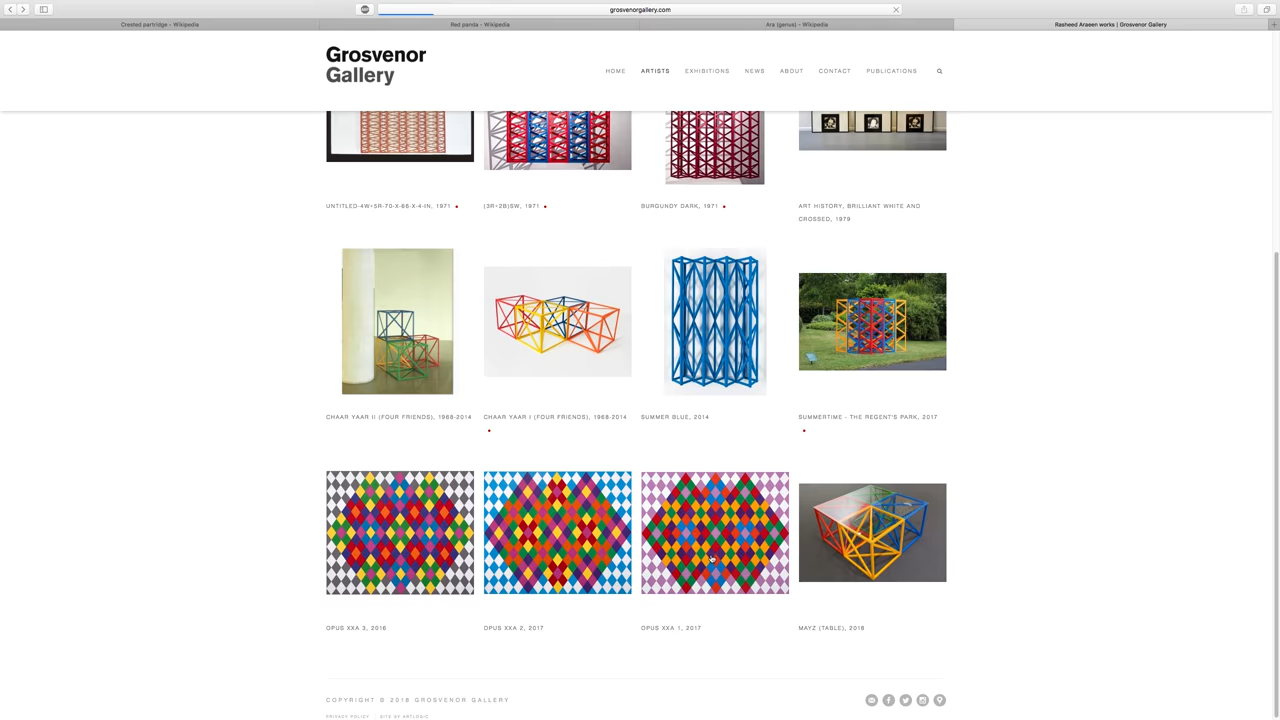 grosvenorgallery.com
Crested partridge - Wikipedia
Red panda - Wikipedia
Ara (genus) - Wikipedia
Rasheed Araeen works | Grosvenor Gallery
Grosvenor
Gallery
HOME
ARTISTS
EXHIBITIONS
NEWS
ABOUT
CONTACT
PUBLICATIONS
UNTITLED-4W+5R-70-X-66-X-4-IN, 1971
(3R+2B)SW, 1971
BURGUNDY DARK, 1971
ART HISTORY, BRILLIANT WHITE AND
CROSSED, 1979
CHAAR YAAR II (FOUR FRIENDS), 1968-2014
CHAAR YAAR I (FOUR FRIENDS), 1968-2014
SUMMER BLUE, 2014
SUMMERTIME - THE REGENT'S PARK, 2017
OPUS XXA 3, 2016
OPUS XXA 2, 2017
OPUS XXA 1, 2017
MAYZ (TABLE), 2018
COPYRIGHT © 2018 GROSVENOR GALLERY
PRIVACY POLICY
SITE BY ARTLOGIC